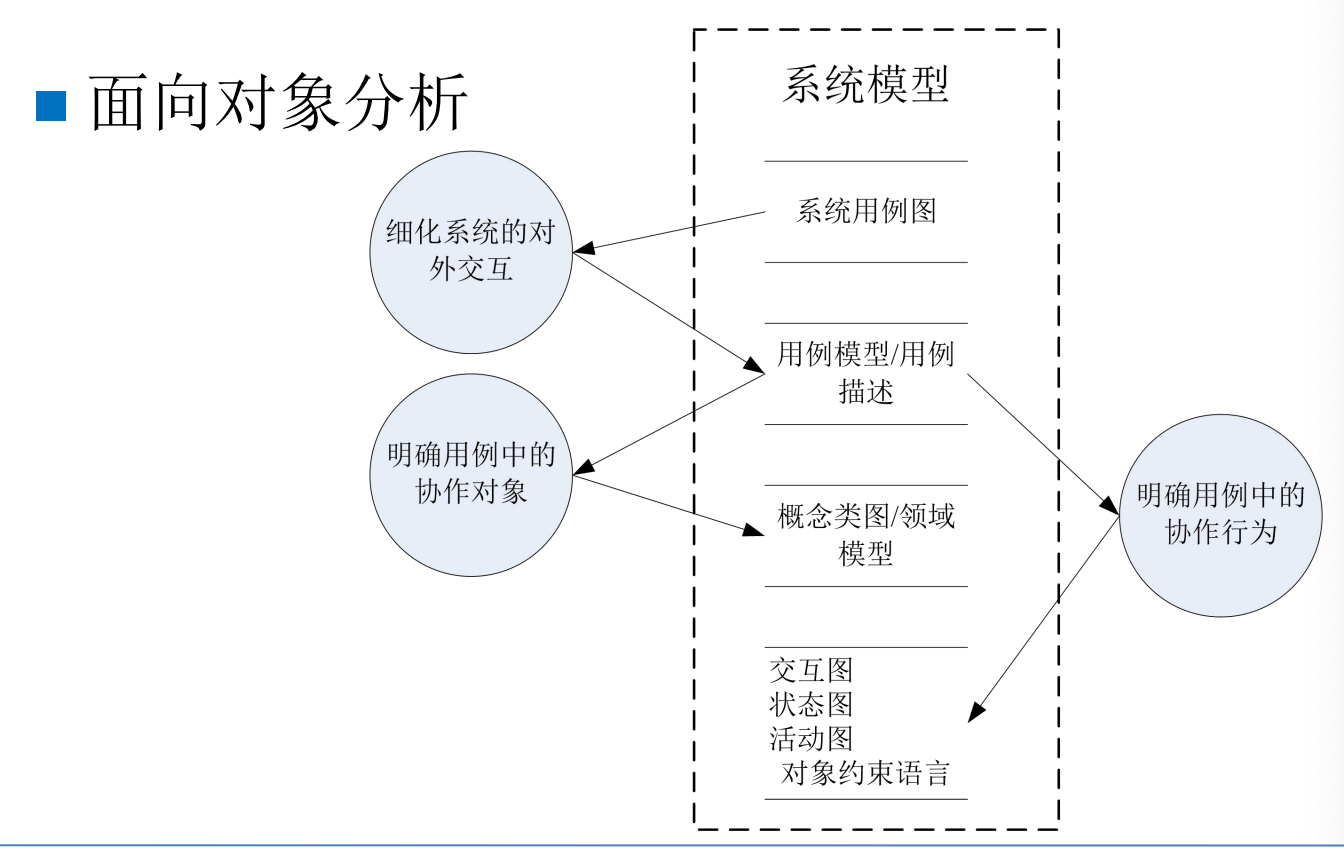 面向对象分析
系统模型
细化系统的对
外交互
系统用例图
用例模型/用例
描述
明确用例中的
协作对象
概念类图/领域
模型
明确用例中的
协作行为
交互图
状态图
活动图
对象约束语言